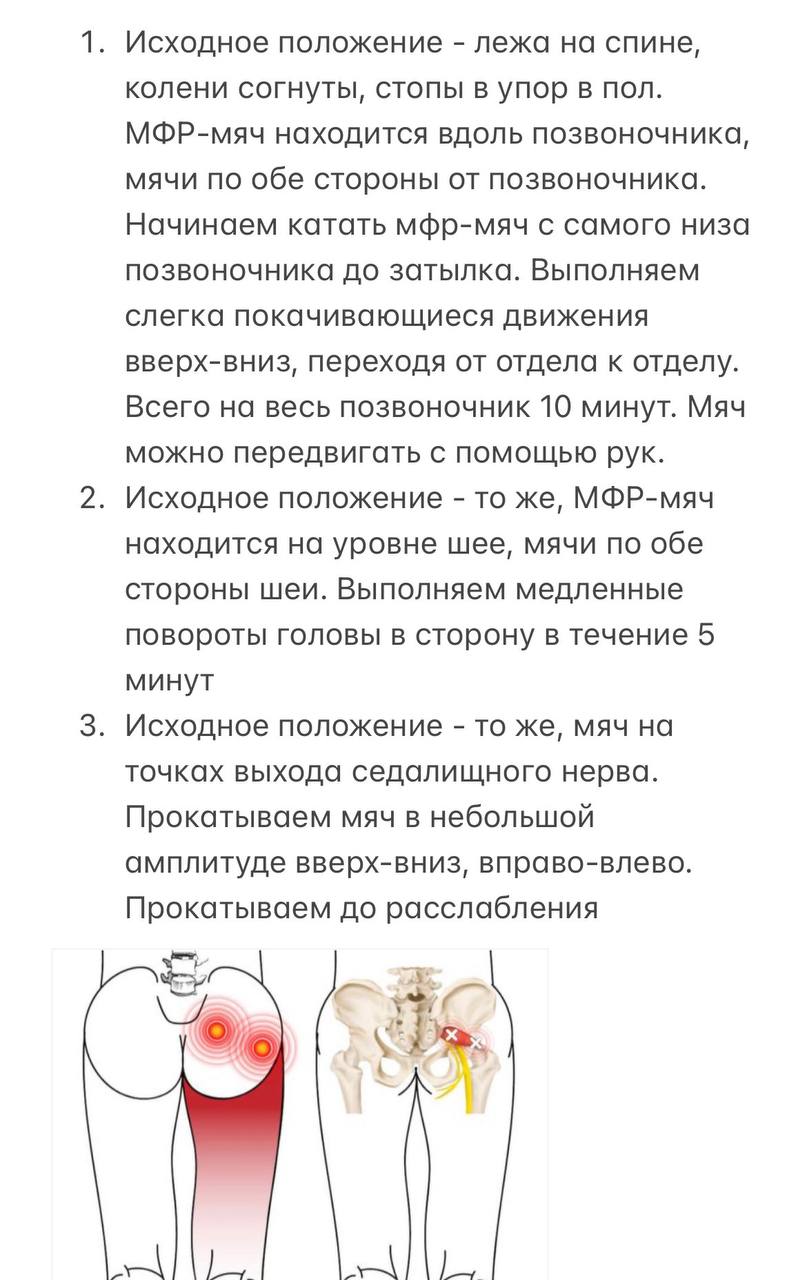 1. Исходное положение - лежа на спине,
колени согнуты, стопы в упор в пол.
МФР-мяч находится вдоль позвоночника,
мячи по обе стороны от позвоночника.
Начинаем катать мфр-мяч с самого низа
позвоночника до затылка. Выполняем
слегка покачивающиеся движения
вверх-вниз, переходя от отдела к отделу.
Всего на весь позвоночник 10 минут. Мяч
можно передвигать с помощью рук.
2. Исходное положение - то же, МФР-мяч
находится на уровне шее, мячи по обе
стороны шеи. Выполняем медленные
повороты головы в сторону в течение 5
минут
3. Исходное положение - то же, мяч на
точках выхода седалищного нерва.
Прокатываем мяч в небольшой
амплитуде вверх-вниз, вправо-влево.
Прокатываем до расслабления